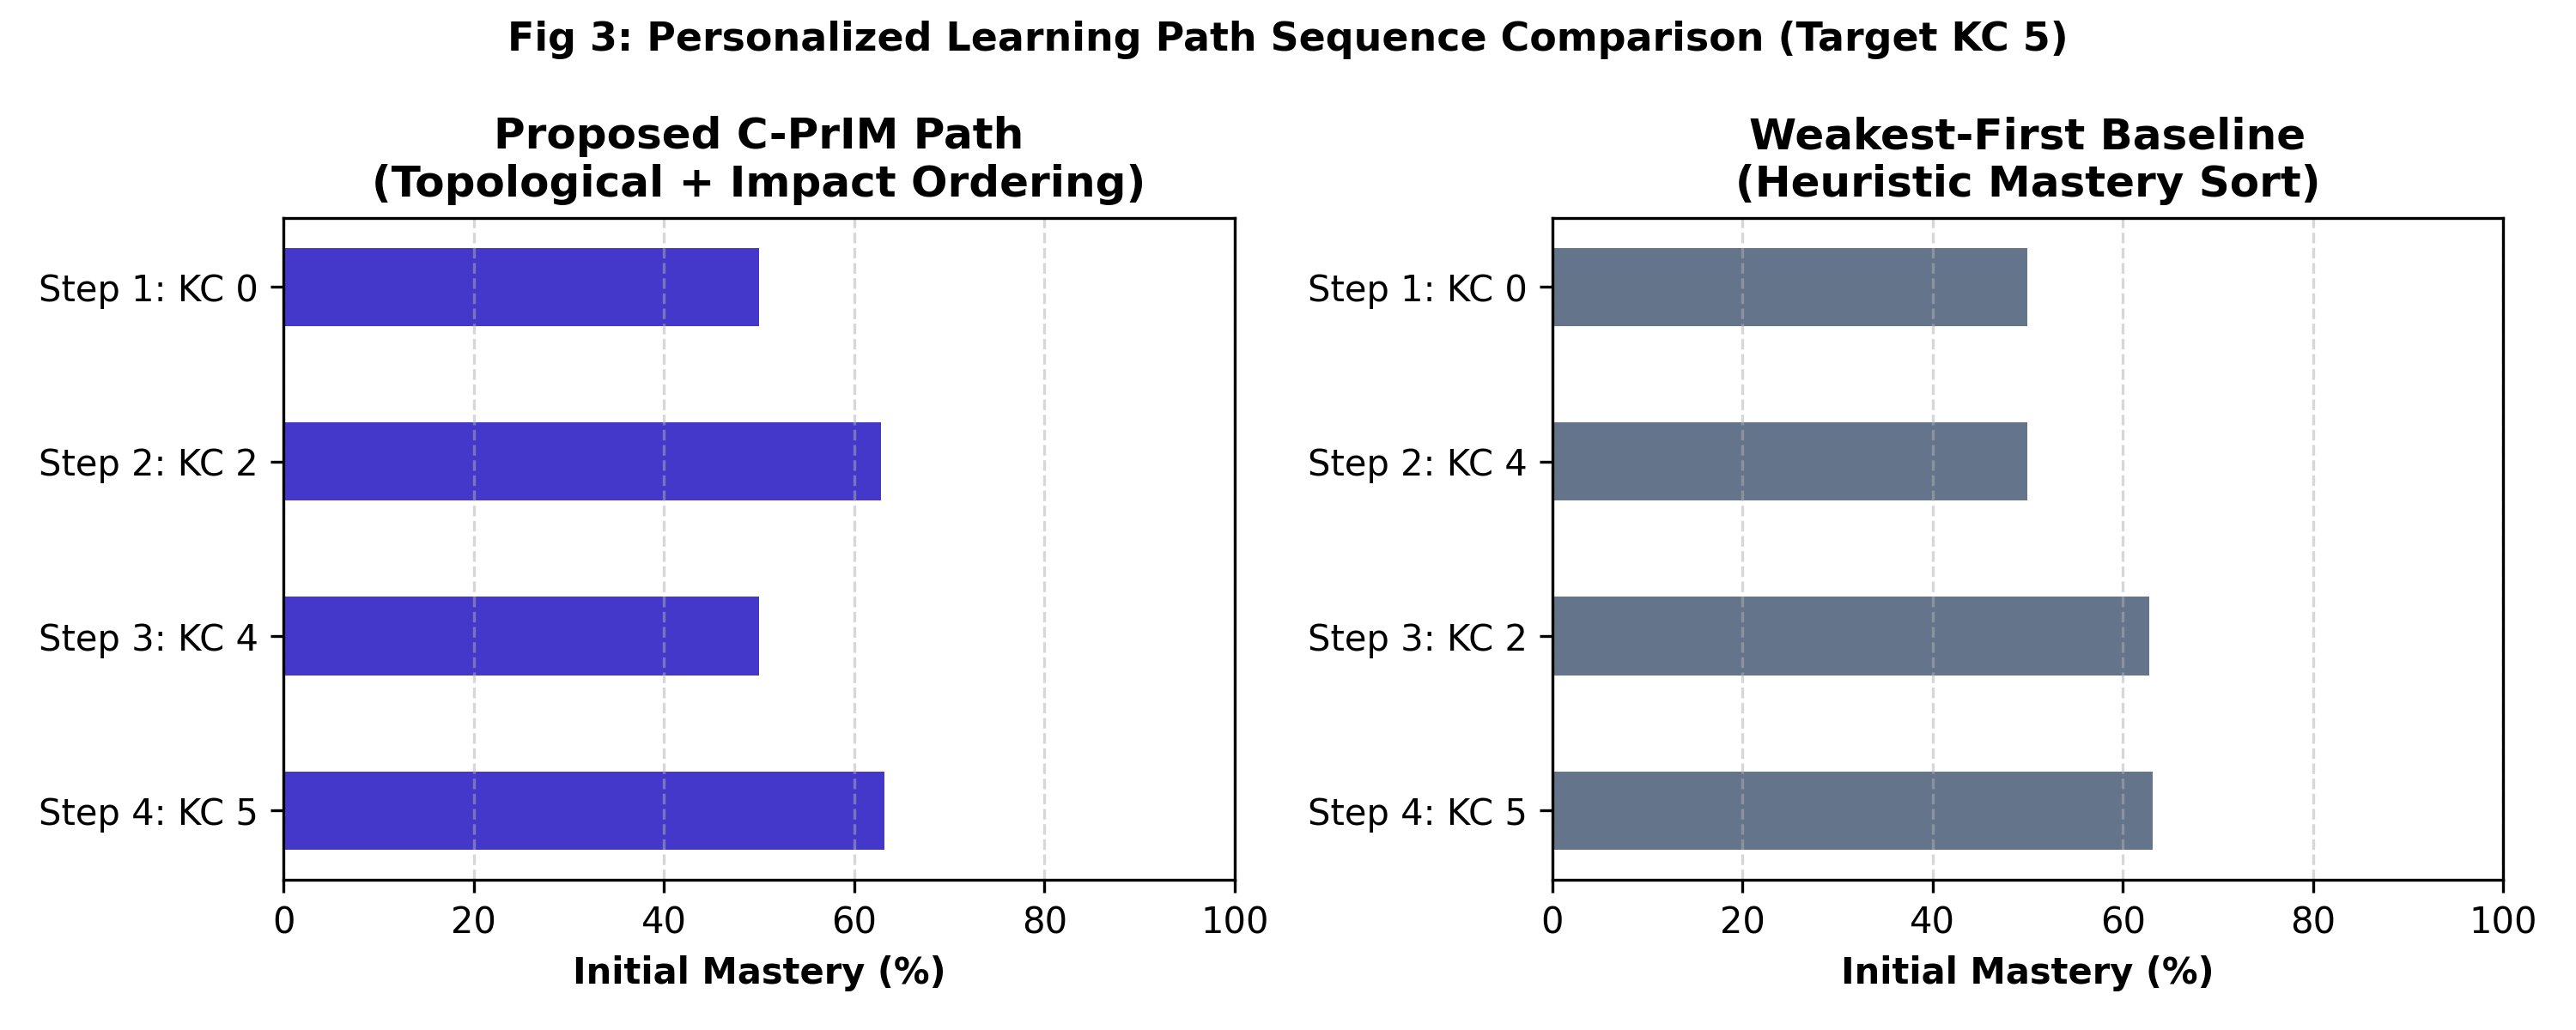 Fig 3: Personalized Learning Path Sequence Comparison (Target KC 5)
Proposed C-PrIM Path
(Topological + Impact Ordering)
Step 1: KC 0
Step 2: KC 2
Step 3: KC 4
Step 4: KC 5
0 20 40 60 80 100
Initial Mastery (%)
Weakest-First Baseline
(Heuristic Mastery Sort)
Step 1: KC 0
Step 2: KC 4
Step 3: KC 2
Step 4: KC 5
0 20 40 60 80 100
Initial Mastery (%)